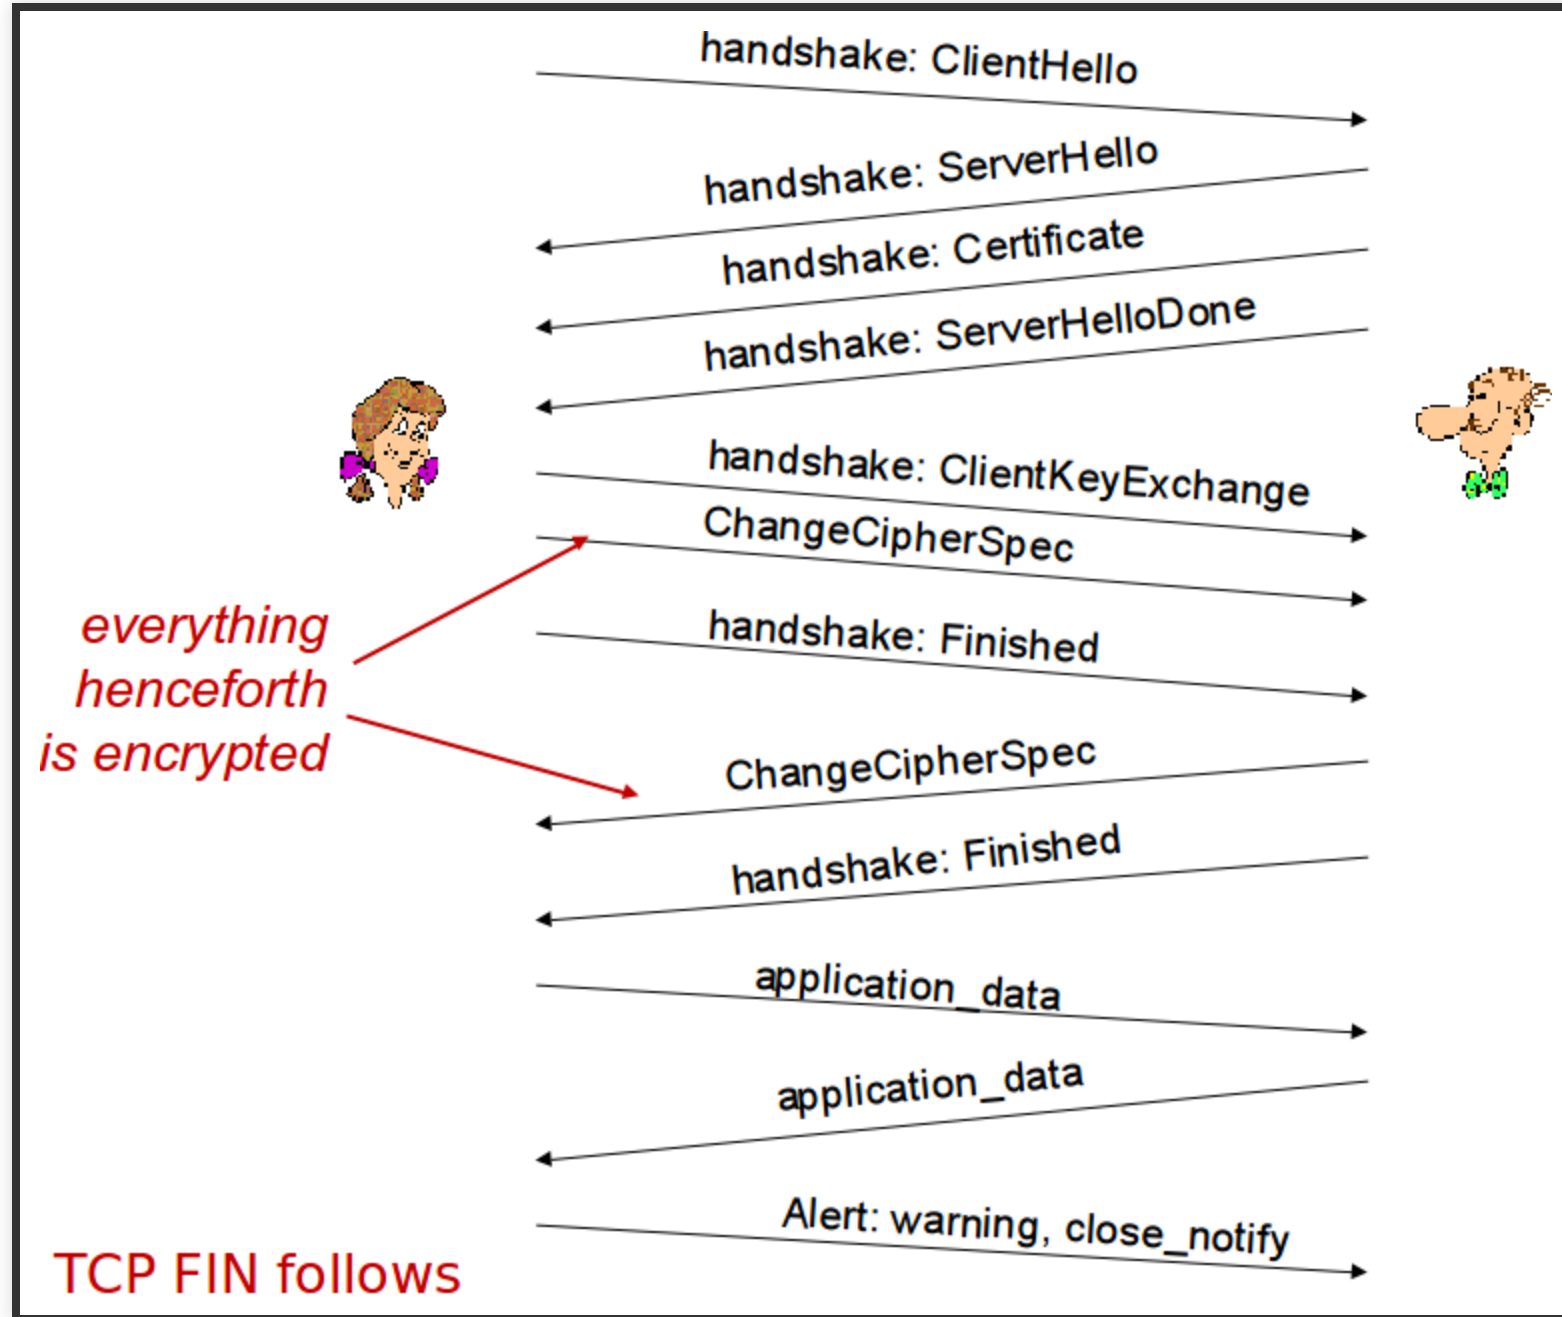 handshake: ClientHello
handshake: ServerHello
handshake: Certificate
handshake: ServerHelloDone
handshake: ClientKeyExchange
ChangeCipherSpec
everything
henceforth
is encrypted
handshake: Finished
ChangeCipherSpec
handshake: Finished
application_data
application_data
Alert: warning, close_notify
TCP FIN follows